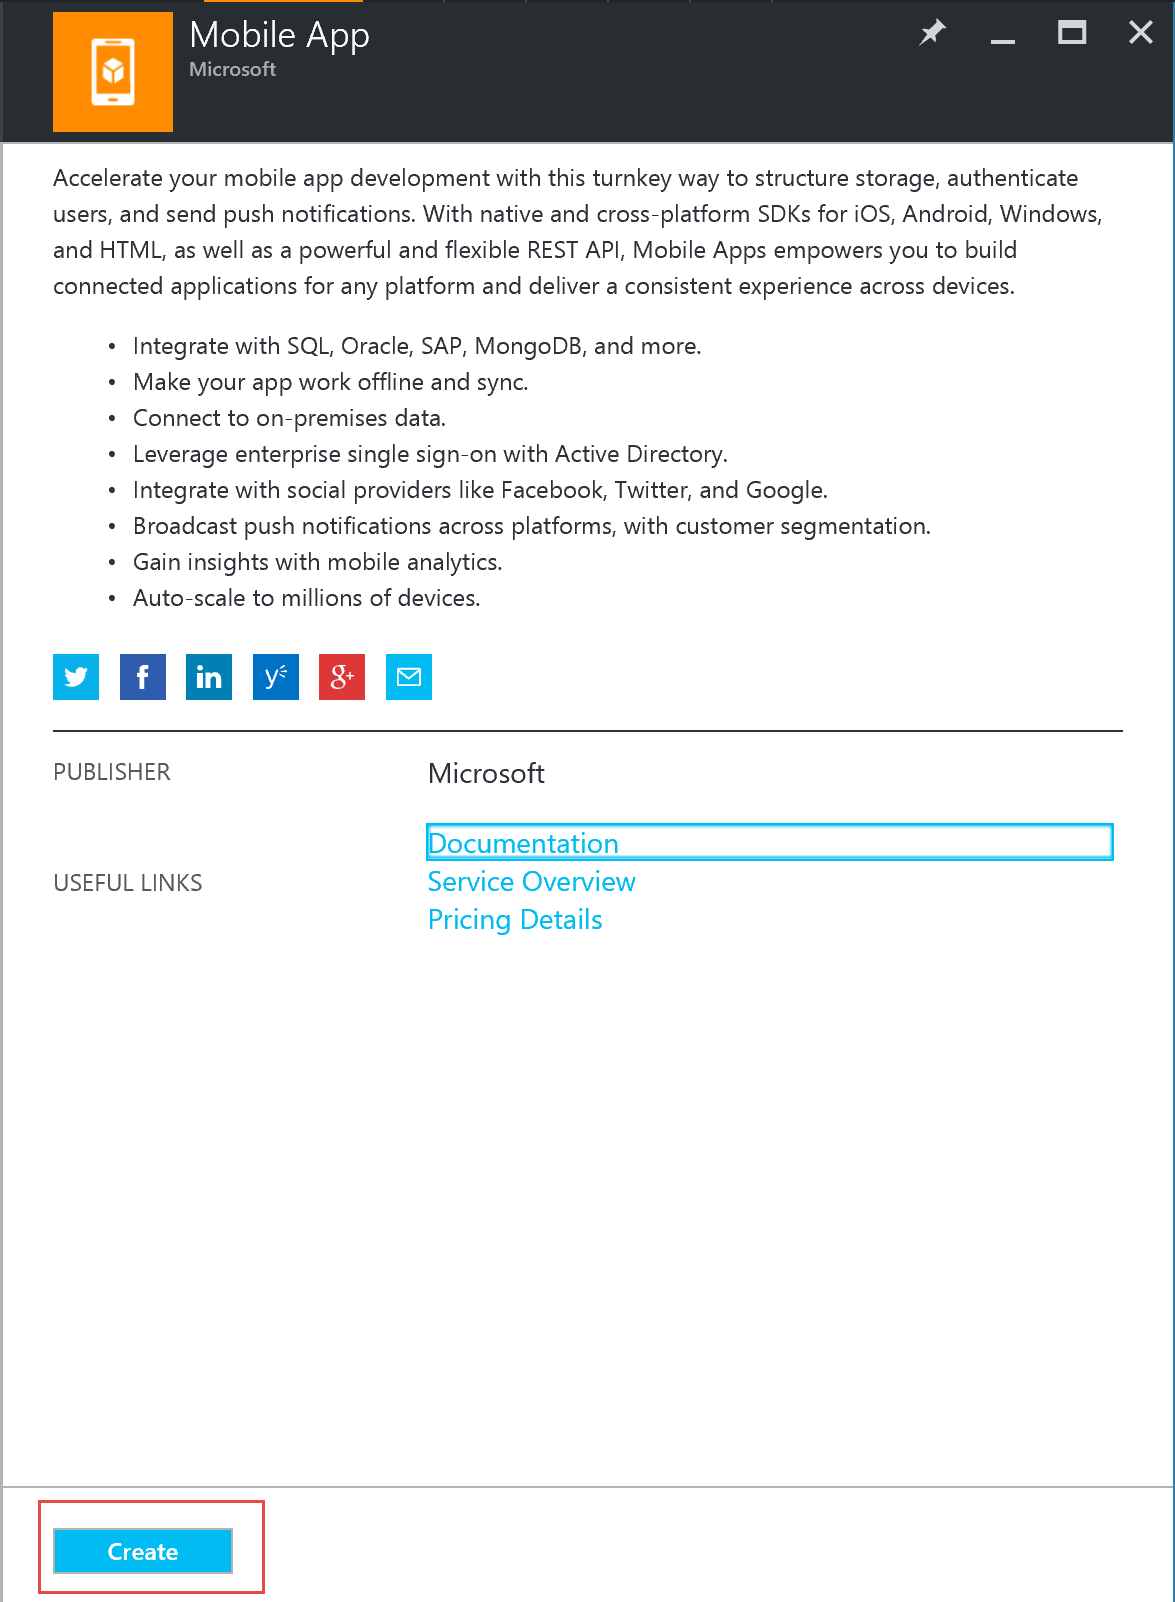 Mobile App
Microsoft
Accelerate your mobile app development with this turnkey way to structure storage, authenticate
users, and send push notifications. With native and cross-platform SDKs for iOS, Android, Windows,
and HTML, as well as a powerful and flexible REST API, Mobile Apps empowers you to build
connected applications for any platform and deliver a consistent experience across devices.
• Integrate with SQL, Oracle, SAP, MongoDB, and more.
• Make your app work offline and sync.
• Connect to on-premises data.
• Leverage enterprise single sign-on with Active Directory.
• Integrate with social providers like Facebook, Twitter, and Google.
• Broadcast push notifications across platforms, with customer segmentation.
• Gain insights with mobile analytics.
• Auto-scale to millions of devices.
f in y g+
PUBLISHER Microsoft
Documentation
USEFUL LINKS Service Overview
Pricing Details
Create